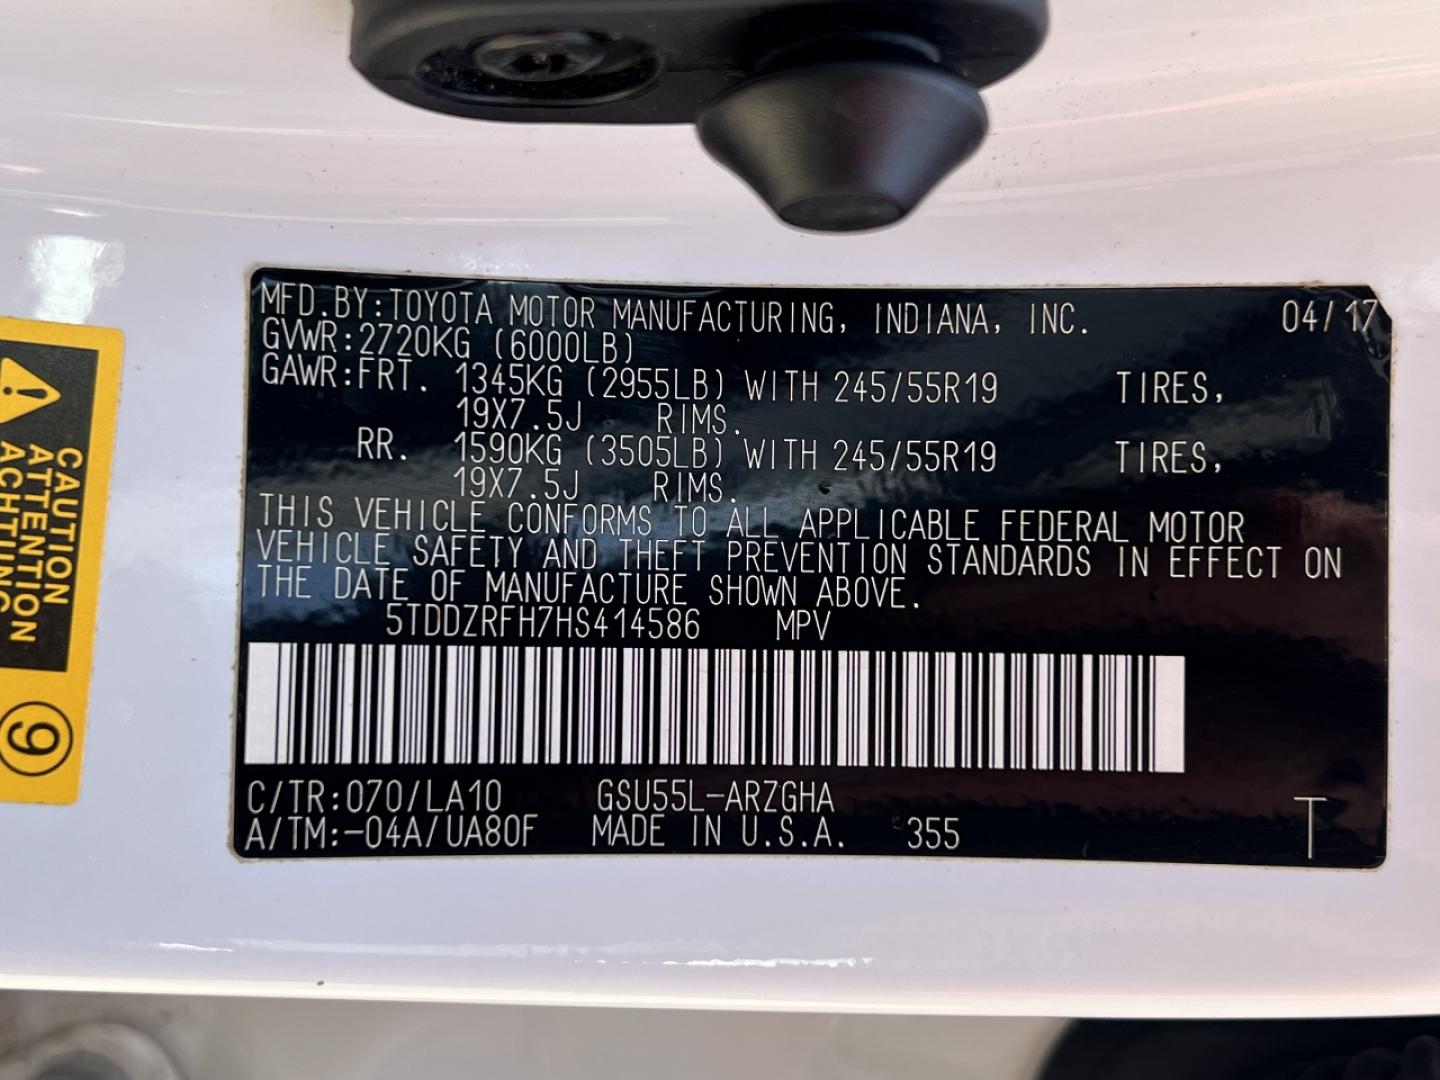 MFD.BY:TOYOTA MOTOR MANUFACTURING, INDIANA, INC. 04/17
GVWR:2720KG (6000LB)
GAWR:FRT. 1345KG (2955LB) WITH 245/55R19 TIRES,
19X7.5J RIMS.
RR. 1590KG (3505LB) WITH 245/55R19 TIRES,
19X7.5J RIMS.
THIS VEHICLE CONFORMS TO ALL APPLICABLE FEDERAL MOTOR
VEHICLE SAFETY AND THEFT PREVENTION STANDARDS IN EFFECT ON
THE DATE OF MANUFACTURE SHOWN ABOVE.
5TDDZRFH7HS414586 MPV
C/TR:070/LA10 GSU55L-ARZGHA
A/TM:-04A/UA80F MADE IN U.S.A. 355 T
CAUTION
ATTENTION
ACHTUNG
9